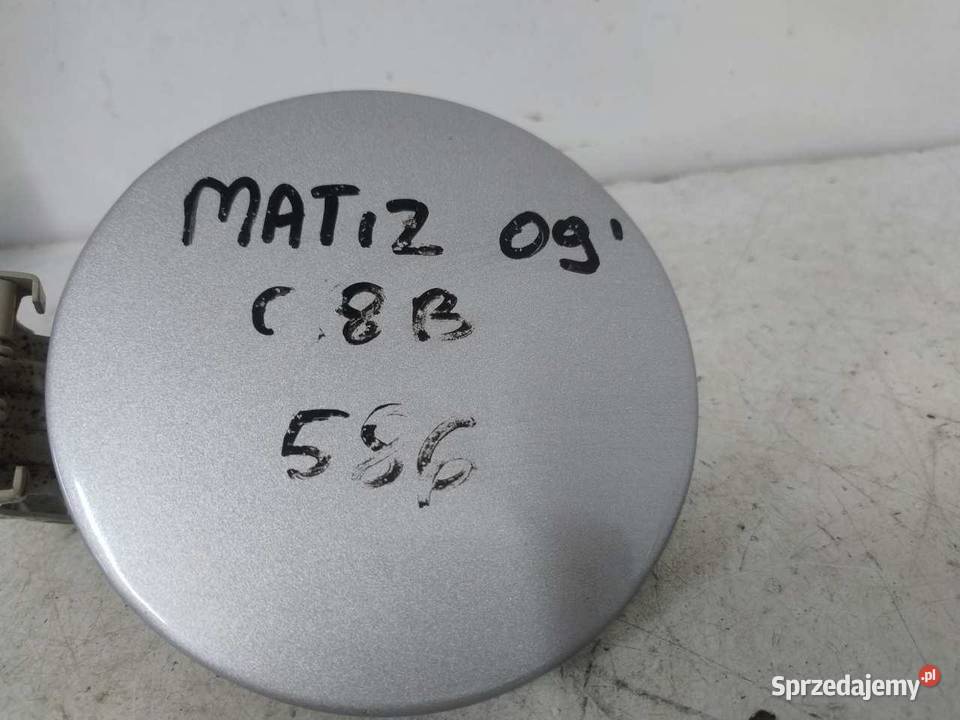 MATIZ 09'
C 8B
586
Sprzedajemy.pl